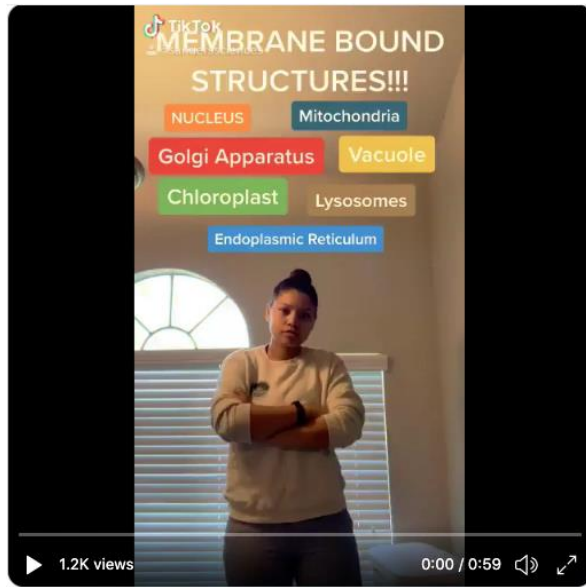 TikTok
MEMBRANE BOUND
STRUCTURES!!!
NUCLEUS
Mitochondria
Golgi Apparatus
Vacuole
Chloroplast
Lysosomes
Endoplasmic Reticulum
1.2K views
0:00 / 0:59